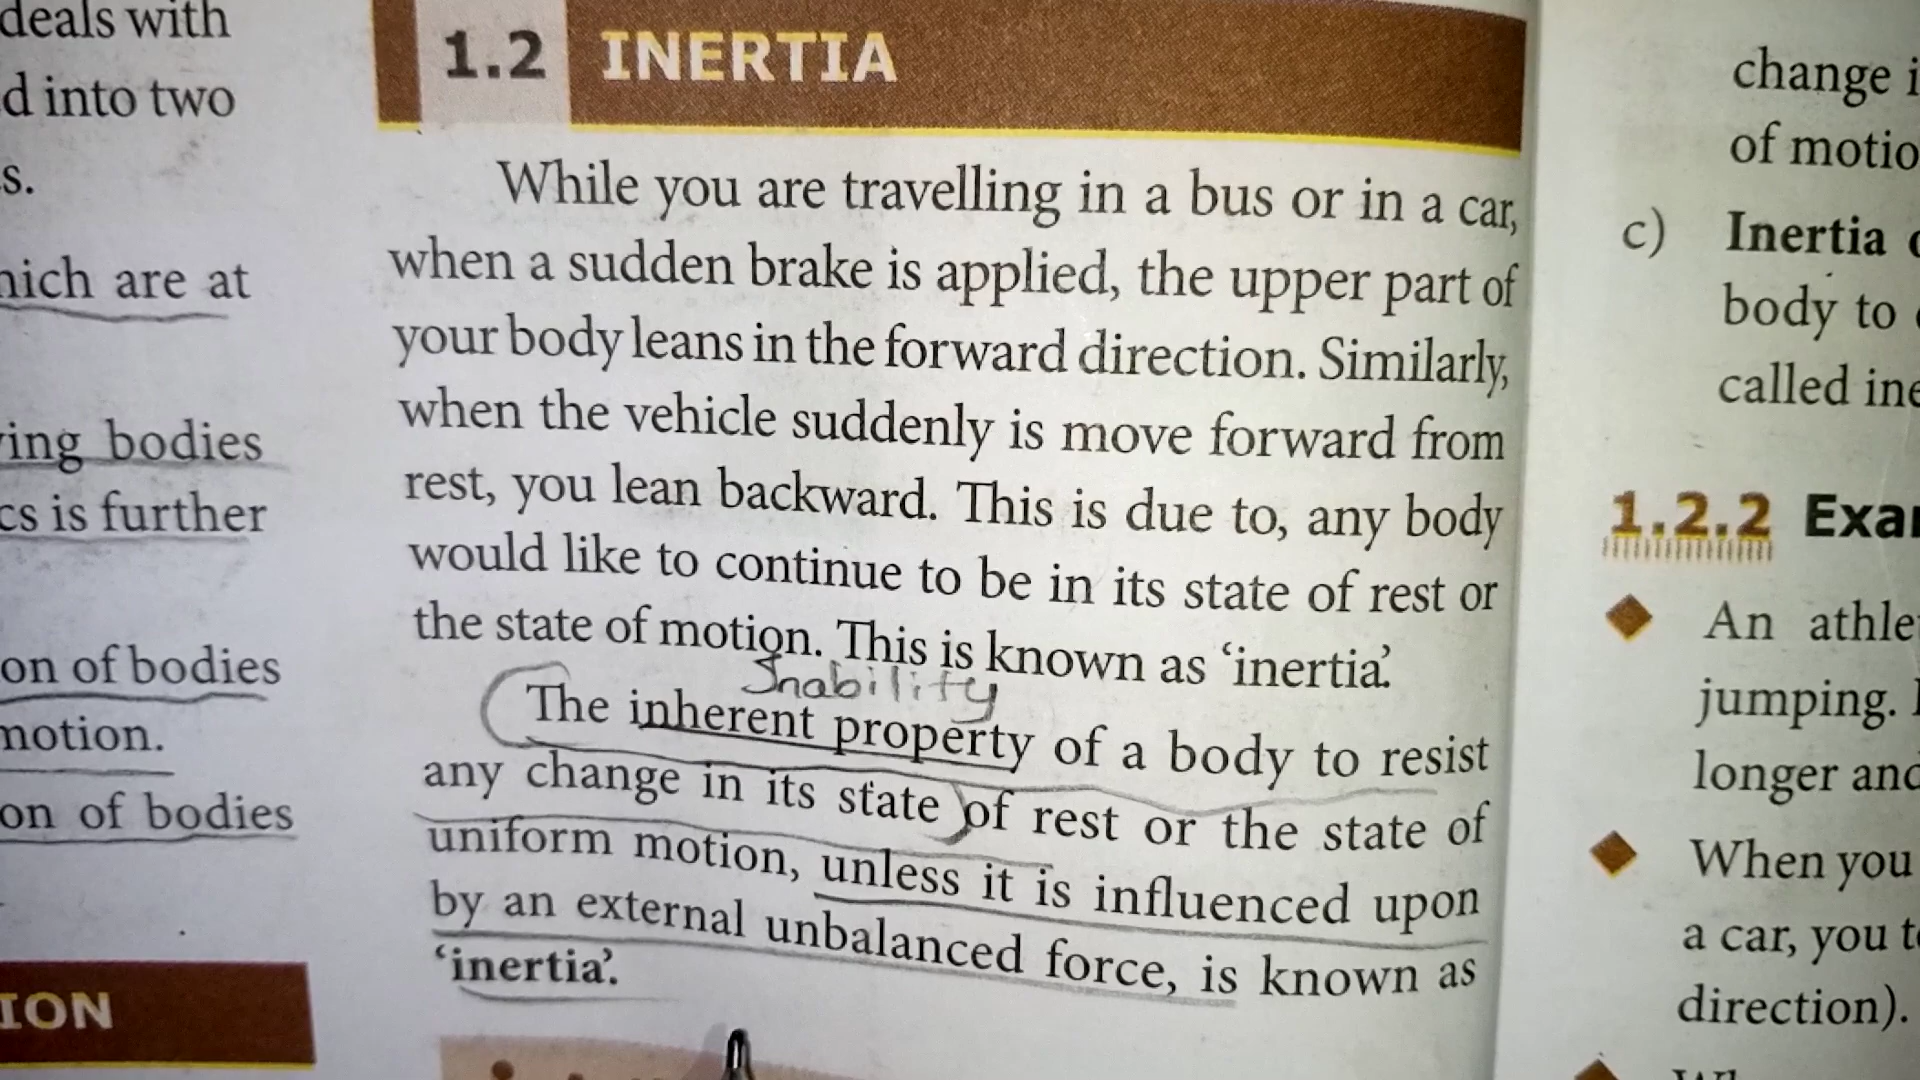 deals with
d into two
s.
hich are at
ing bodies
cs is further
on of bodies
motion.
on of bodies
ION
1.2 INERTIA
While you are travelling in a bus or in a car,
when a sudden brake is applied, the upper part of
your body leans in the forward direction. Similarly,
when the vehicle suddenly is move forward from
rest, you lean backward. This is due to, any body
would like to continue to be in its state of rest or
the state of motion. This is known as ‘inertia’.
Inability
The inherent property of a body to resist
any change in its state of rest or the state of
uniform motion, unless it is influenced upon
by an external unbalanced force, is known as
‘inertia’.
change i
of motio
c) Inertia
body to
called ine
1.2.2 Exa
An athle
jumping.
longer and
When you
a car, you t
direction).